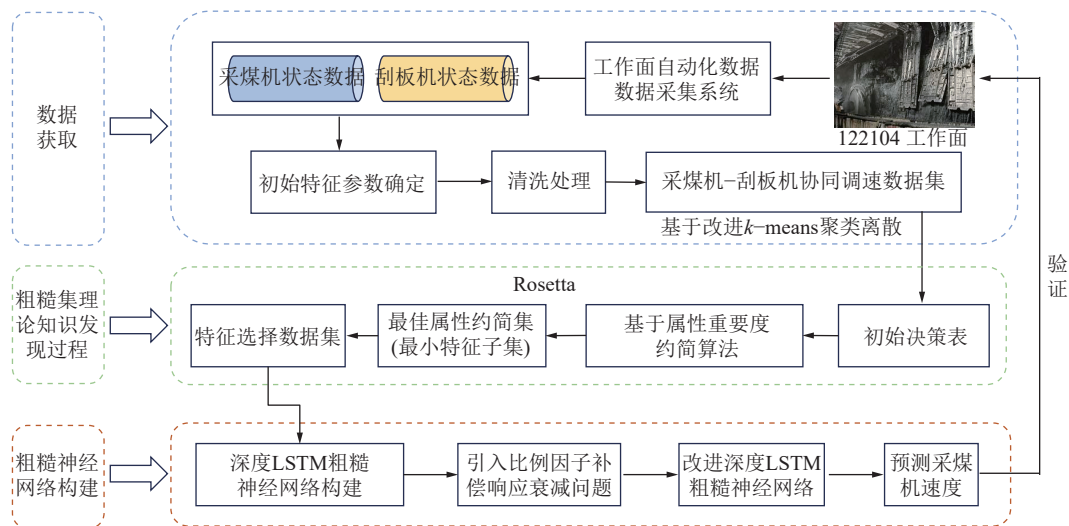 数据
获取
采煤机状态数据
刮板机状态数据
工作面自动化数据
数据采集系统
122104 工作面
初始特征参数确定
清洗处理
采煤机−刮板机协同调速数据集
基于改进k−means聚类离散
验
证
粗糙集理
论知识发
现过程
Rosetta
特征选择数据集
最佳属性约简集
(最小特征子集)
基于属性重要度
约简算法
初始决策表
粗糙神经
网络构建
深度LSTM粗糙
神经网络构建
引入比例因子补
偿响应衰减问题
改进深度LSTM
粗糙神经网络
预测采煤
机速度